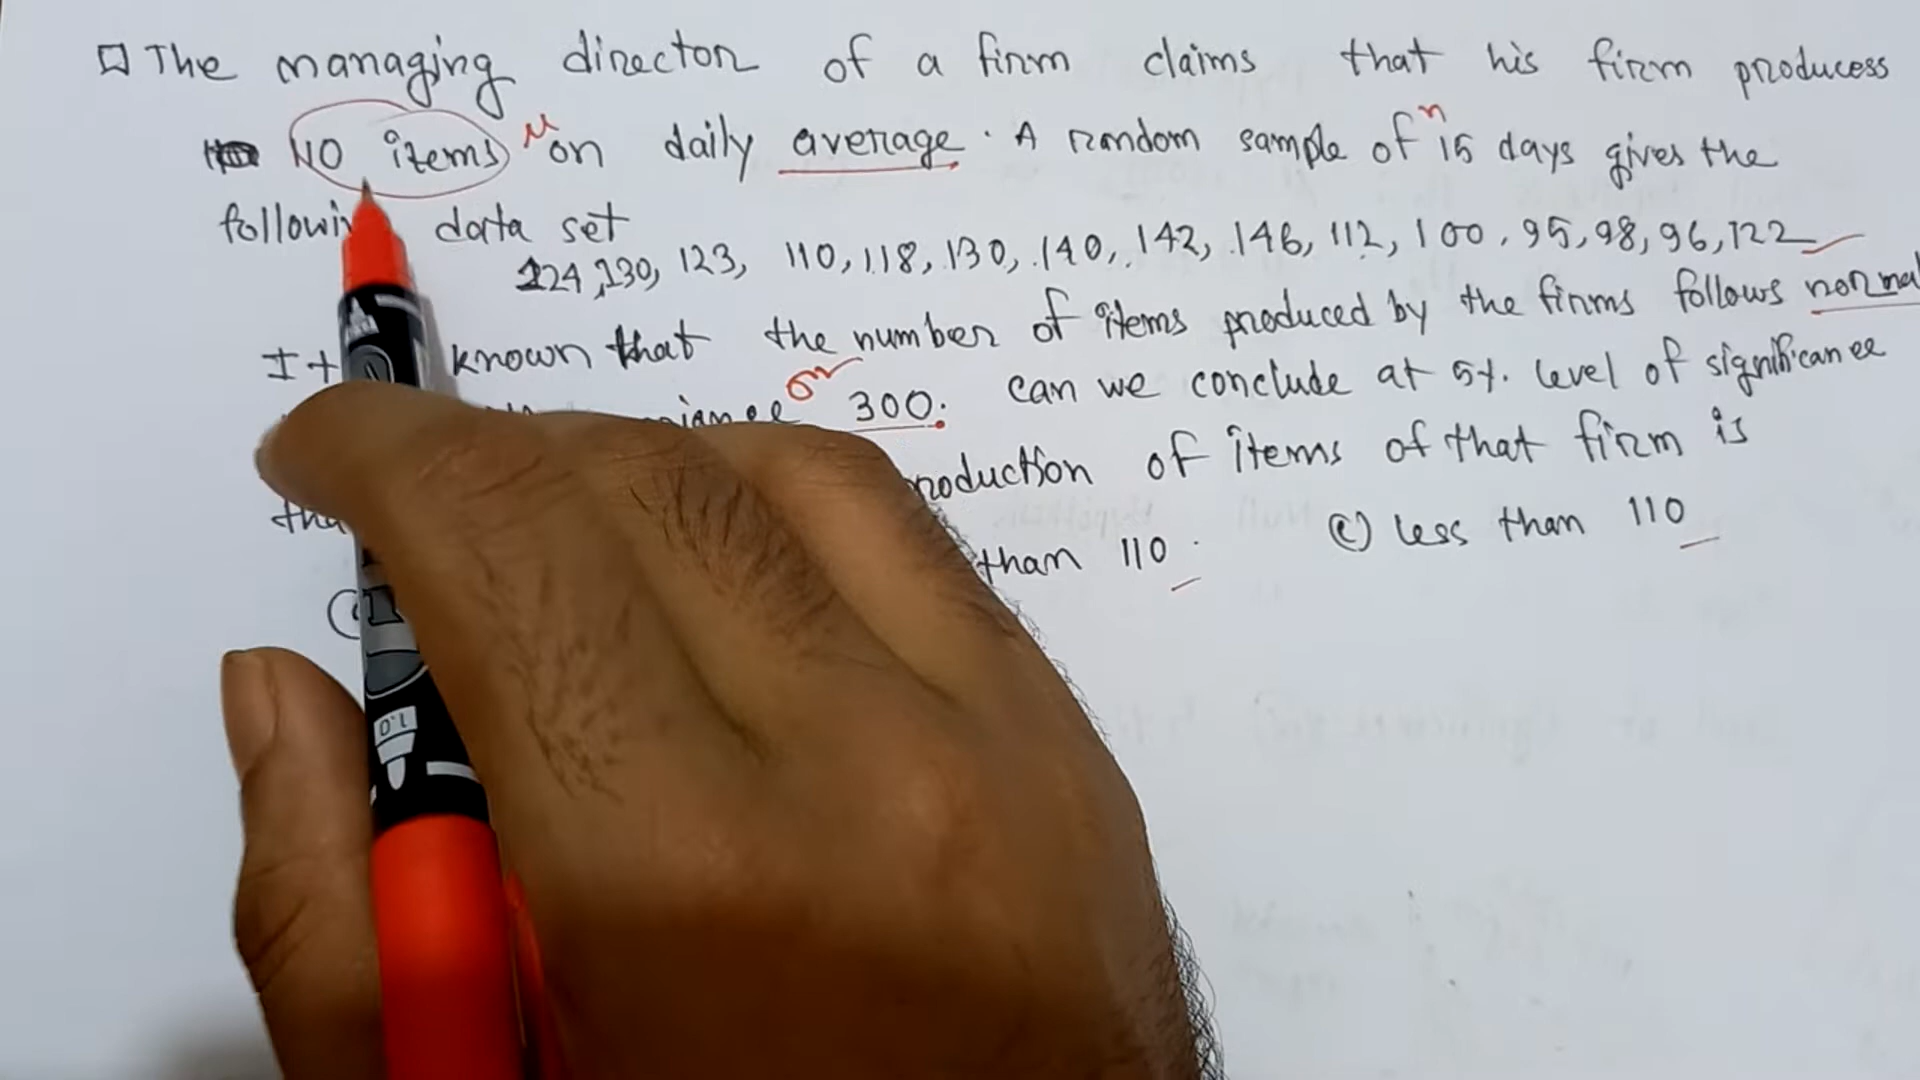 The managing director of a firm claims that his firm producess
110 items μ on daily average. A random sample of n 15 days gives the
data set
124, 130, 123, 110, 118, 130, 140, 142, 146, 112, 100, 95, 98, 96, 122
It known that the number of items produced by the firms follows normal
σ² 300. can we conclude at 5%. level of significance
production of items of that firm is
than 110. (c) less than 110
1.0